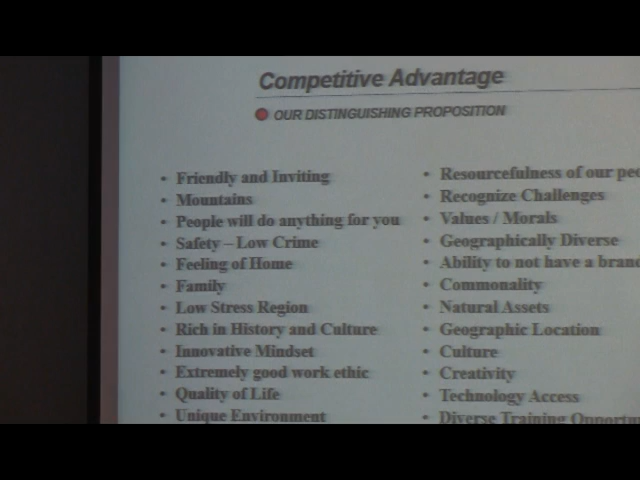 Competitive Advantage
OUR DISTINGUISHING PROPOSITION
• Friendly and Inviting
• Mountains
• People will do anything for you
• Safety – Low Crime
• Feeling of Home
• Family
• Low Stress Region
• Rich in History and Culture
• Innovative Mindset
• Extremely good work ethic
• Quality of Life
• Unique Environment
• Resourcefulness of our
• Recognize Challenges
• Values / Morals
• Geographically Diverse
• Ability to not have a brand
• Commonality
• Natural Assets
• Geographic Location
• Culture
• Creativity
• Technology Access
• Diverse Training